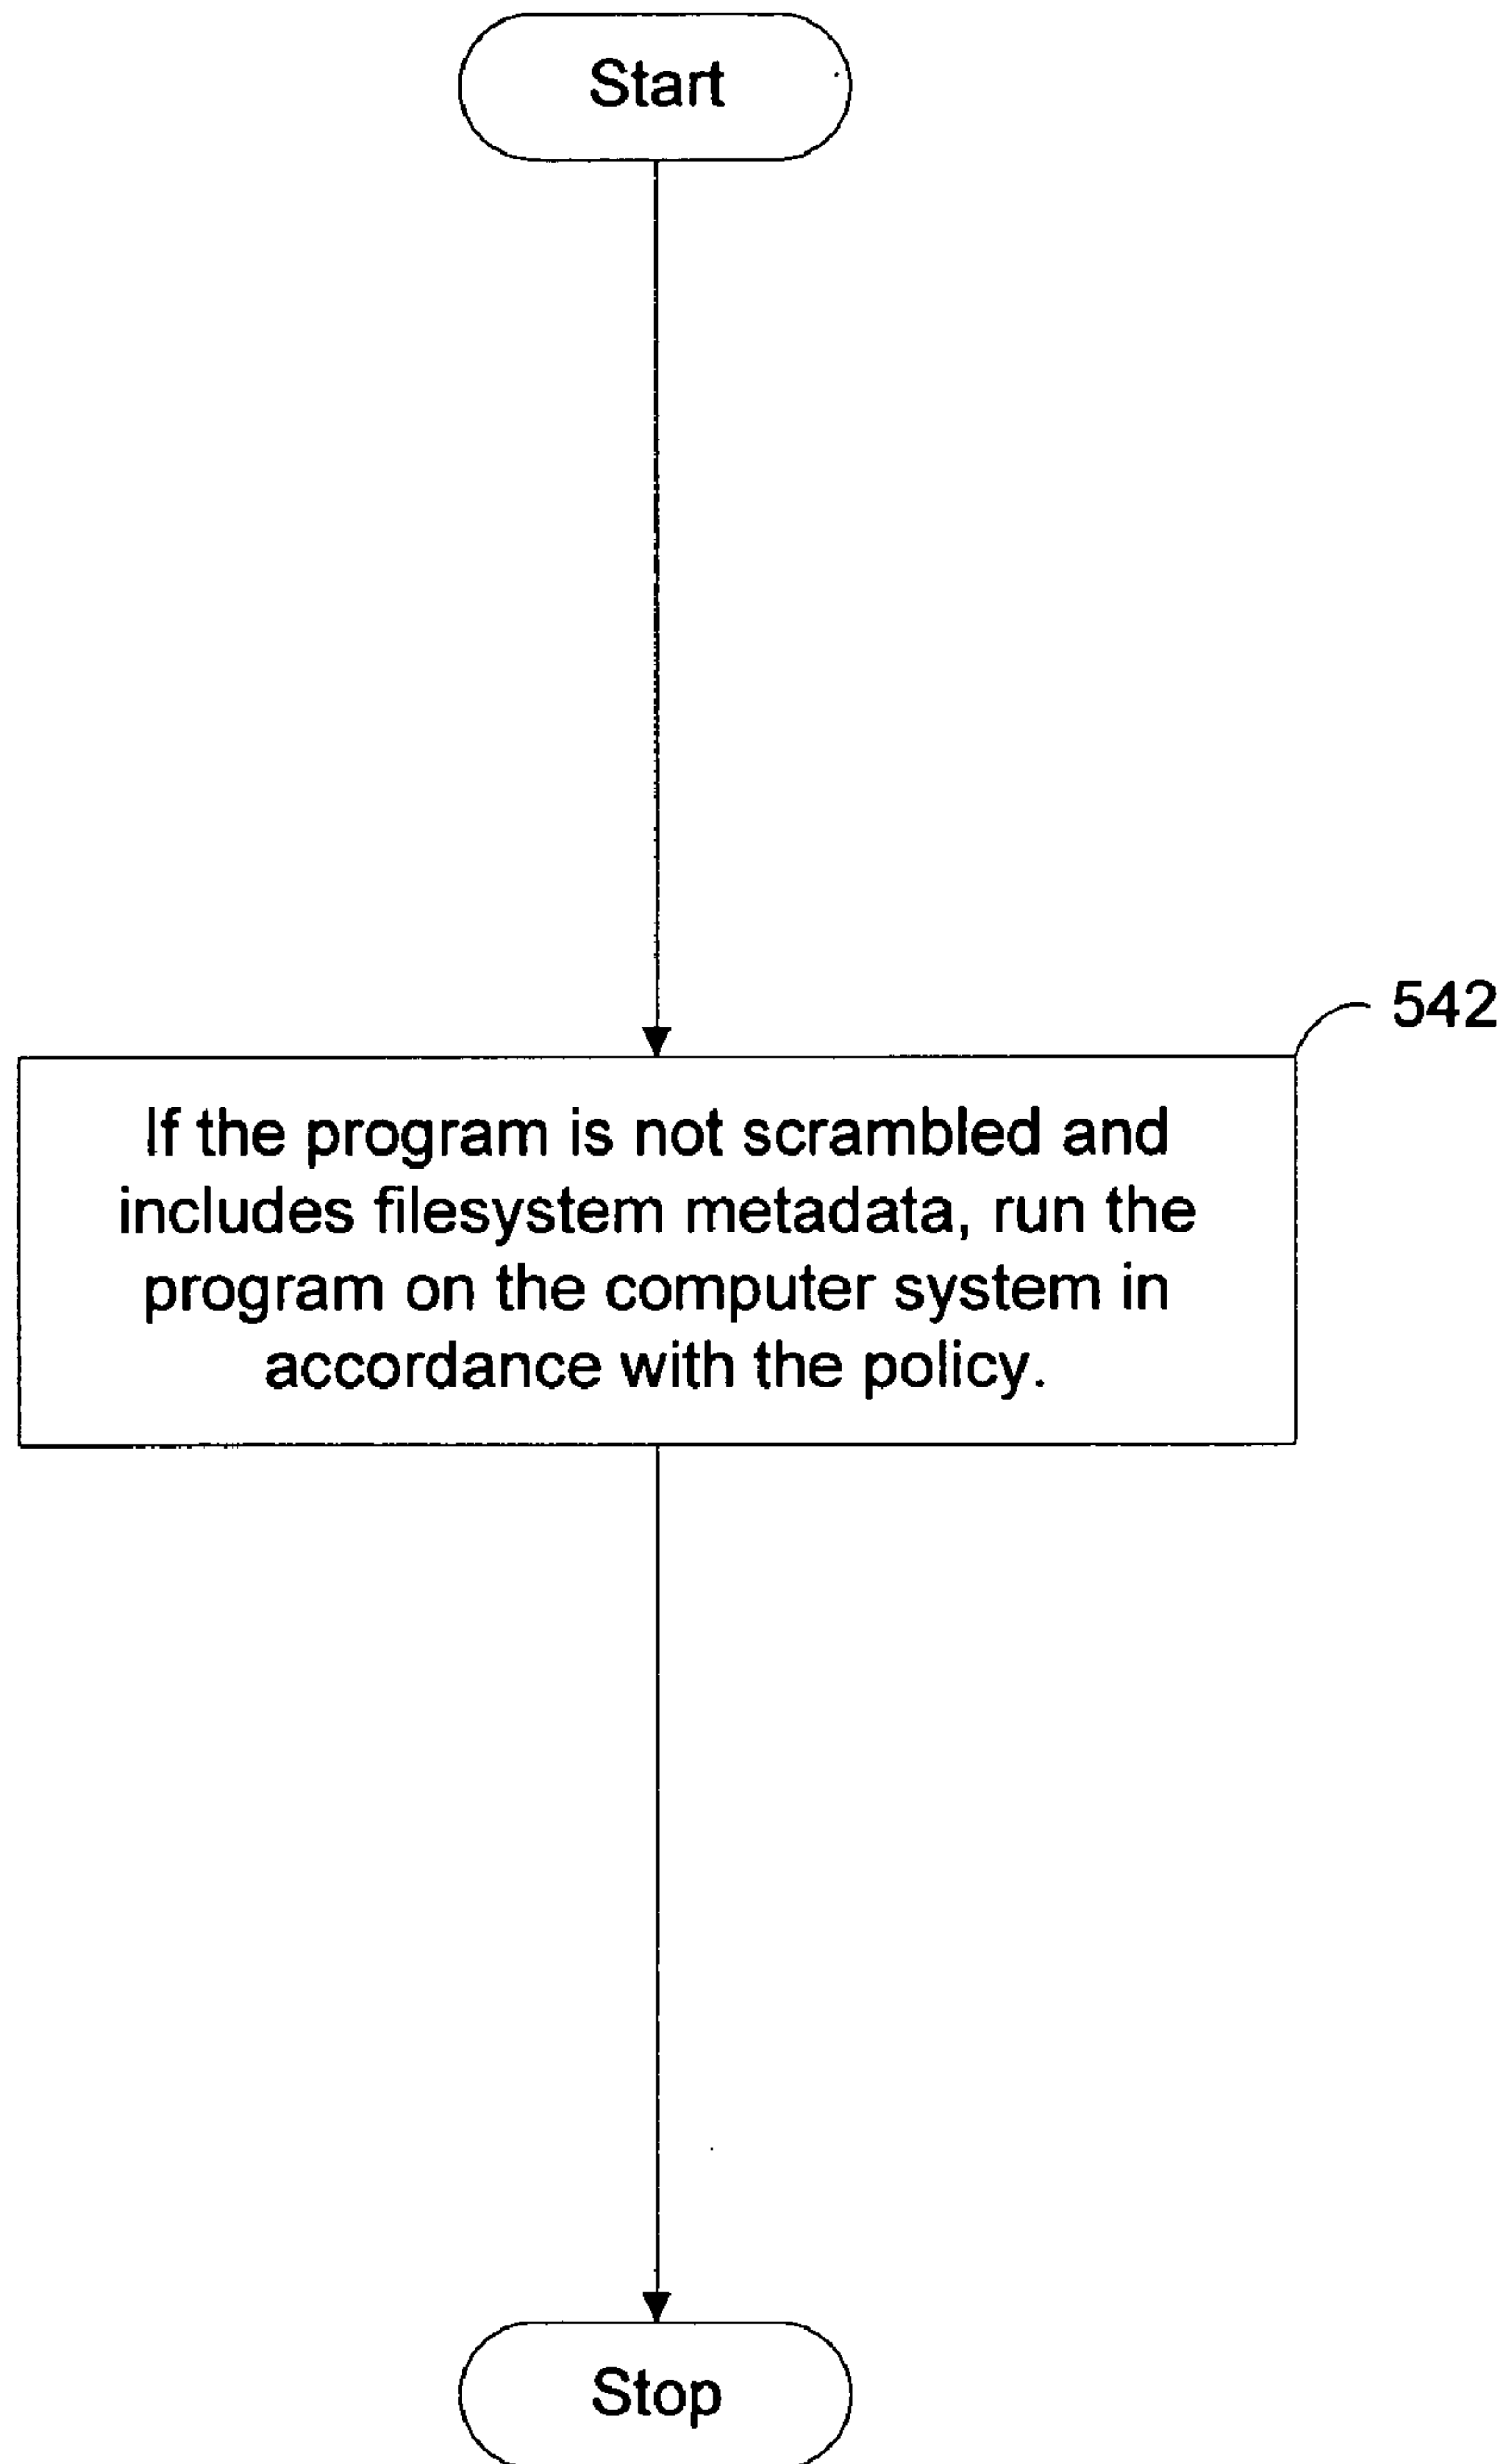 Start
542
If the program is not scrambled and
includes filesystem metadata, run the
program on the computer system in
accordance with the policy.
Stop